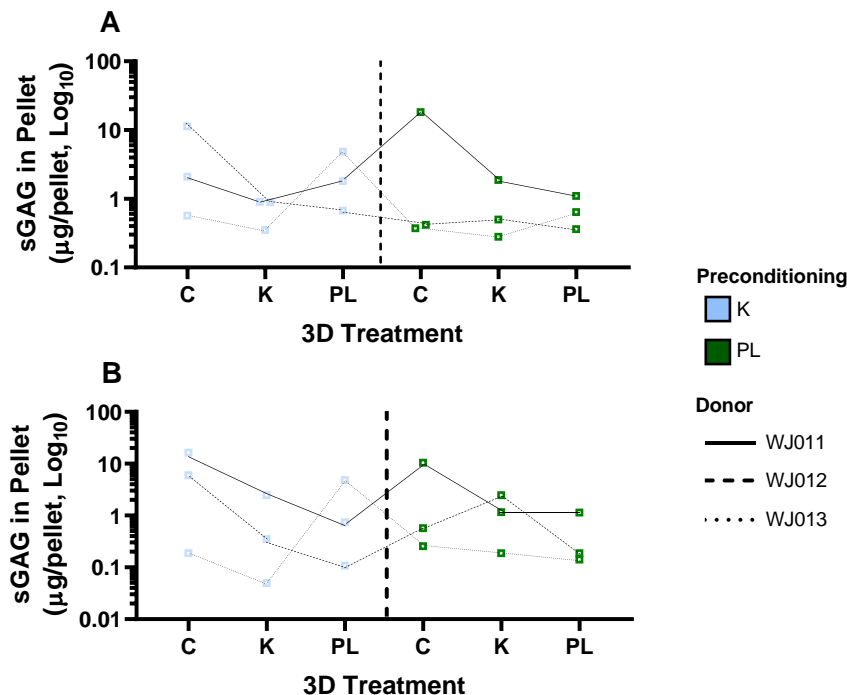 A
sGAG in Pellet
(µg/pellet, Log10)
100
10
1
0.1
C K PL C K PL
3D Treatment
B
sGAG in Pellet
(µg/pellet, Log10)
100
10
1
0.1
0.01
C K PL C K PL
3D Treatment
Preconditioning
K
PL
Donor
WJ011
WJ012
WJ013